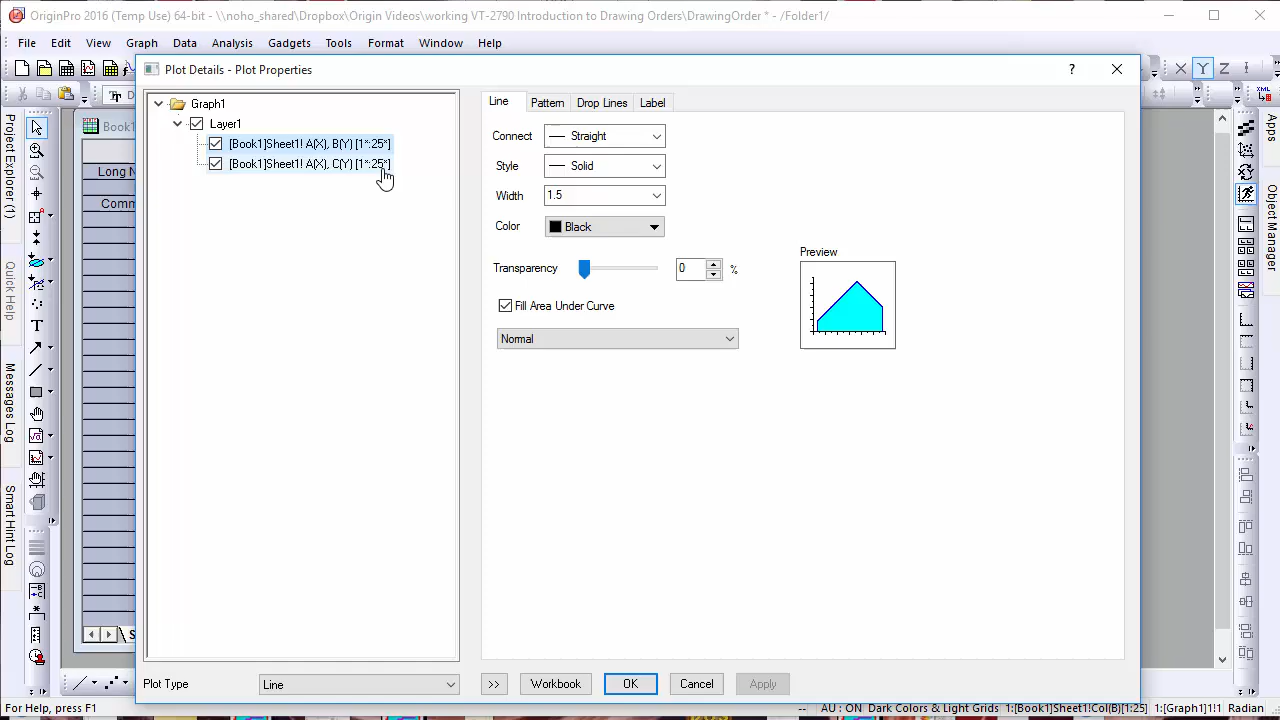 OriginPro 2016 (Temp Use) 64-bit - \\noho_shared\Dropbox\Origin Videos\working VT-2790 Introduction to Drawing Orders\DrawingOrder * - /Folder1/
File Edit View Graph Data Analysis Gadgets Tools Format Window Help
Plot Details - Plot Properties
?
X Y Z
Project Explorer (1)
Quick Help
Messages Log
Smart Hint Log
Apps
Object Manager
Book1
Long N
Comm
Graph1
Layer1
[Book1]Sheet1! A(X), B(Y) [1*:25*]
[Book1]Sheet1! A(X), C(Y) [1*:25*]
Line Pattern Drop Lines Label
Connect Straight
Style Solid
Width 1.5
Color Black
Transparency 0 %
Fill Area Under Curve
Normal
Preview
Plot Type Line
>> Workbook OK Cancel Apply
For Help, press F1
-- AU : ON Dark Colors & Light Grids 1:[Book1]Sheet1!Col(B)[1:25] 1:[Graph1]1!1 Radian